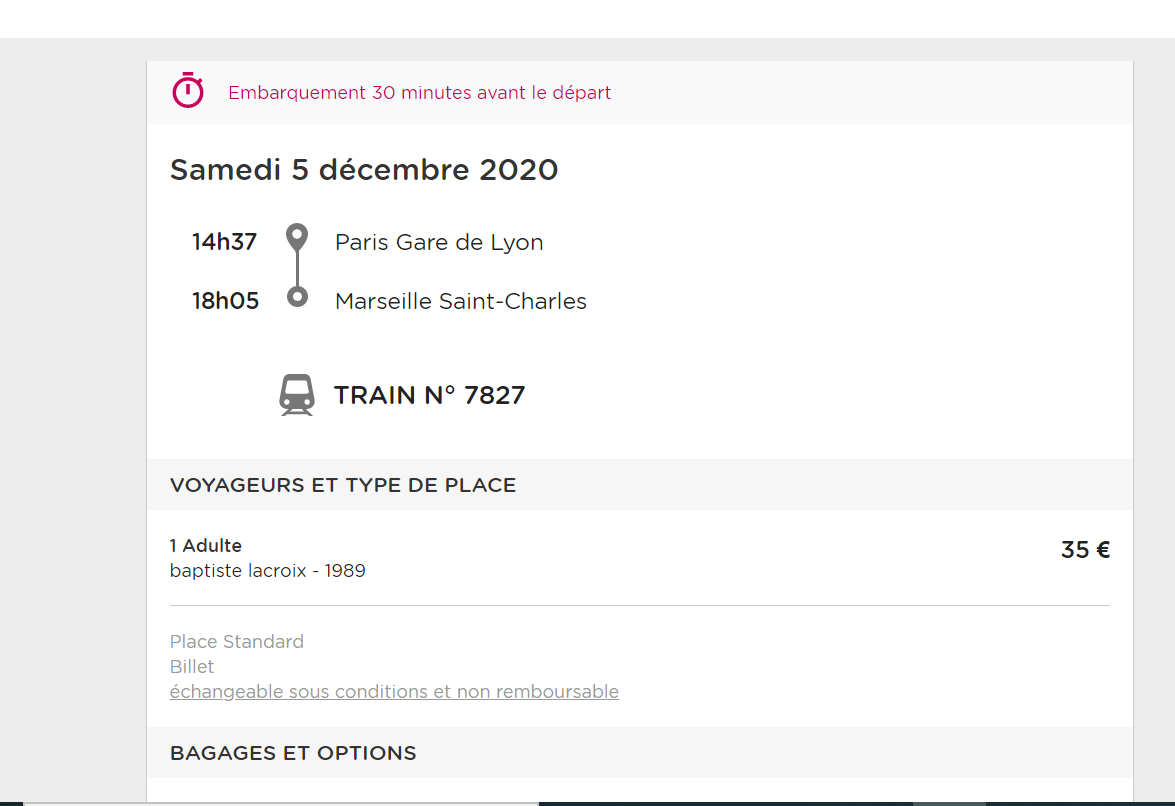 Embarquement 30 minutes avant le départ
Samedi 5 décembre 2020
14h37 Paris Gare de Lyon
18h05 Marseille Saint-Charles
TRAIN N° 7827
VOYAGEURS ET TYPE DE PLACE
1 Adulte 35 €
baptiste lacroix - 1989
Place Standard
Billet
échangeable sous conditions et non remboursable
BAGAGES ET OPTIONS